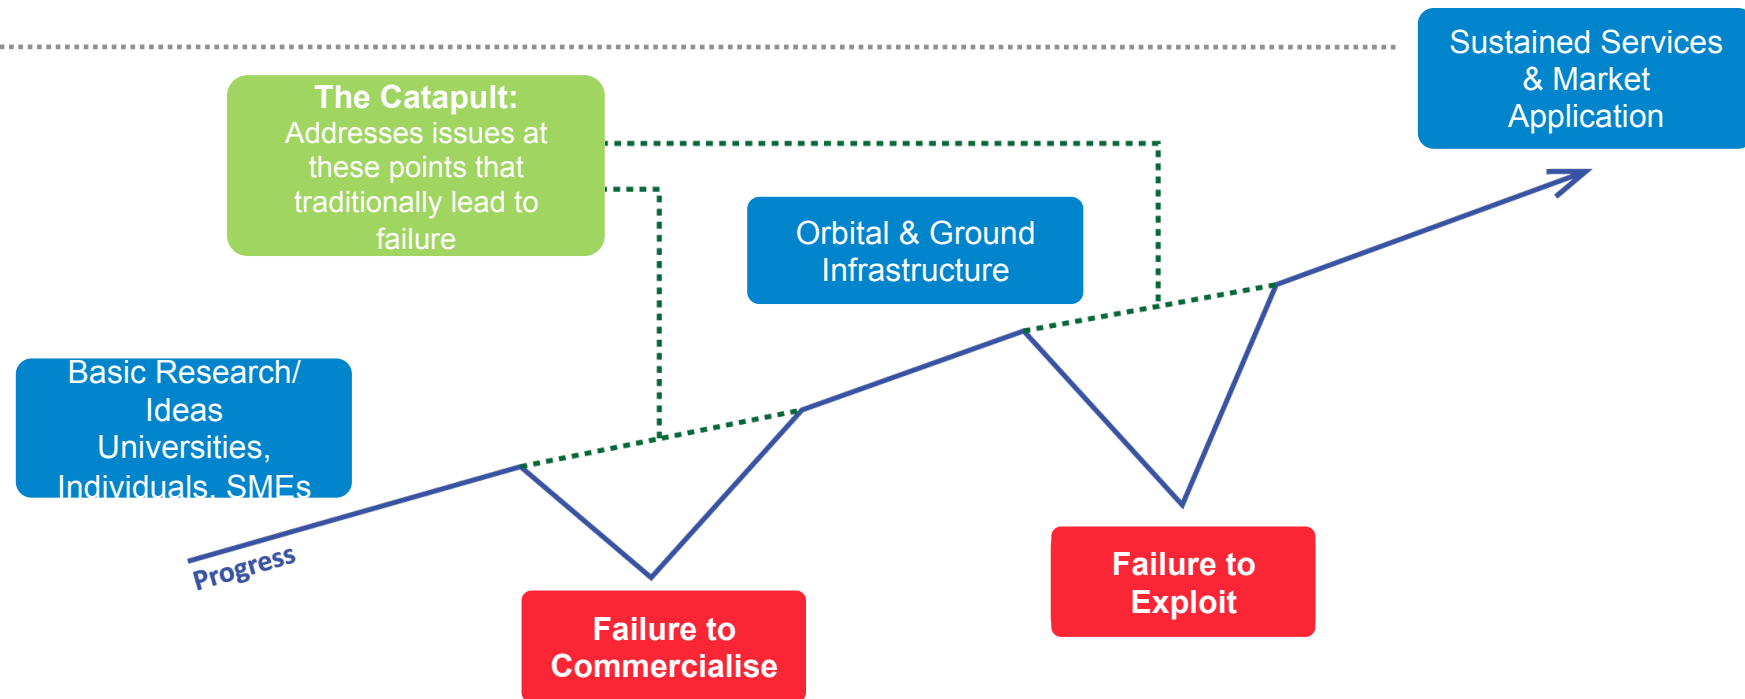 Sustained Services
& Market
Application
The Catapult:
Addresses issues at
these points that
traditionally lead to
failure
Orbital & Ground
Infrastructure
Basic Research/
Ideas
Universities,
Individuals, SMEs
Progress
Failure to
Exploit
Failure to
Commercialise